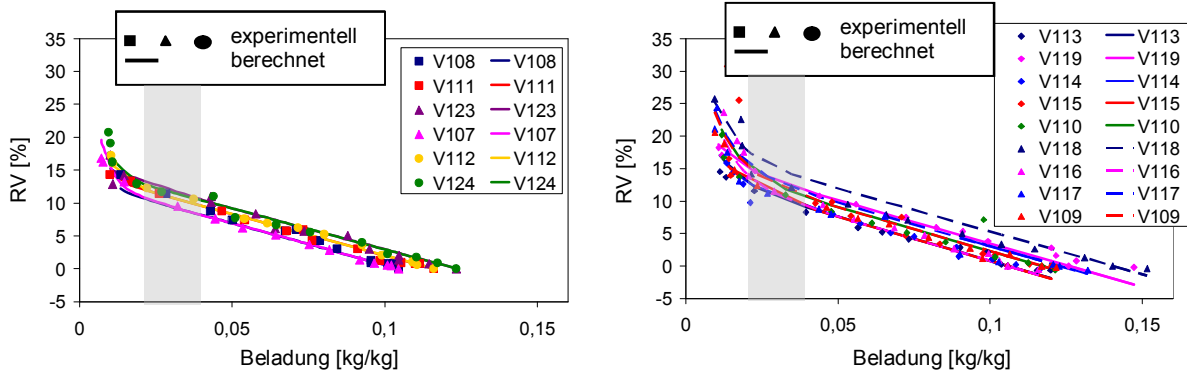 experimentell
berechnet
35
30
25
20
15
10
5
0
-5
RV [%]
V108 V108
V111 V111
V123 V123
V107 V107
V112 V112
V124 V124
0 0,05 0,1 0,15
Beladung [kg/kg]
experimentell
berechnet
35
30
25
20
15
10
5
0
-5
RV [%]
V113 V113
V119 V119
V114 V114
V115 V115
V110 V110
V118 V118
V116 V116
V117 V117
V109 V109
0 0,05 0,1 0,15
Beladung [kg/kg]